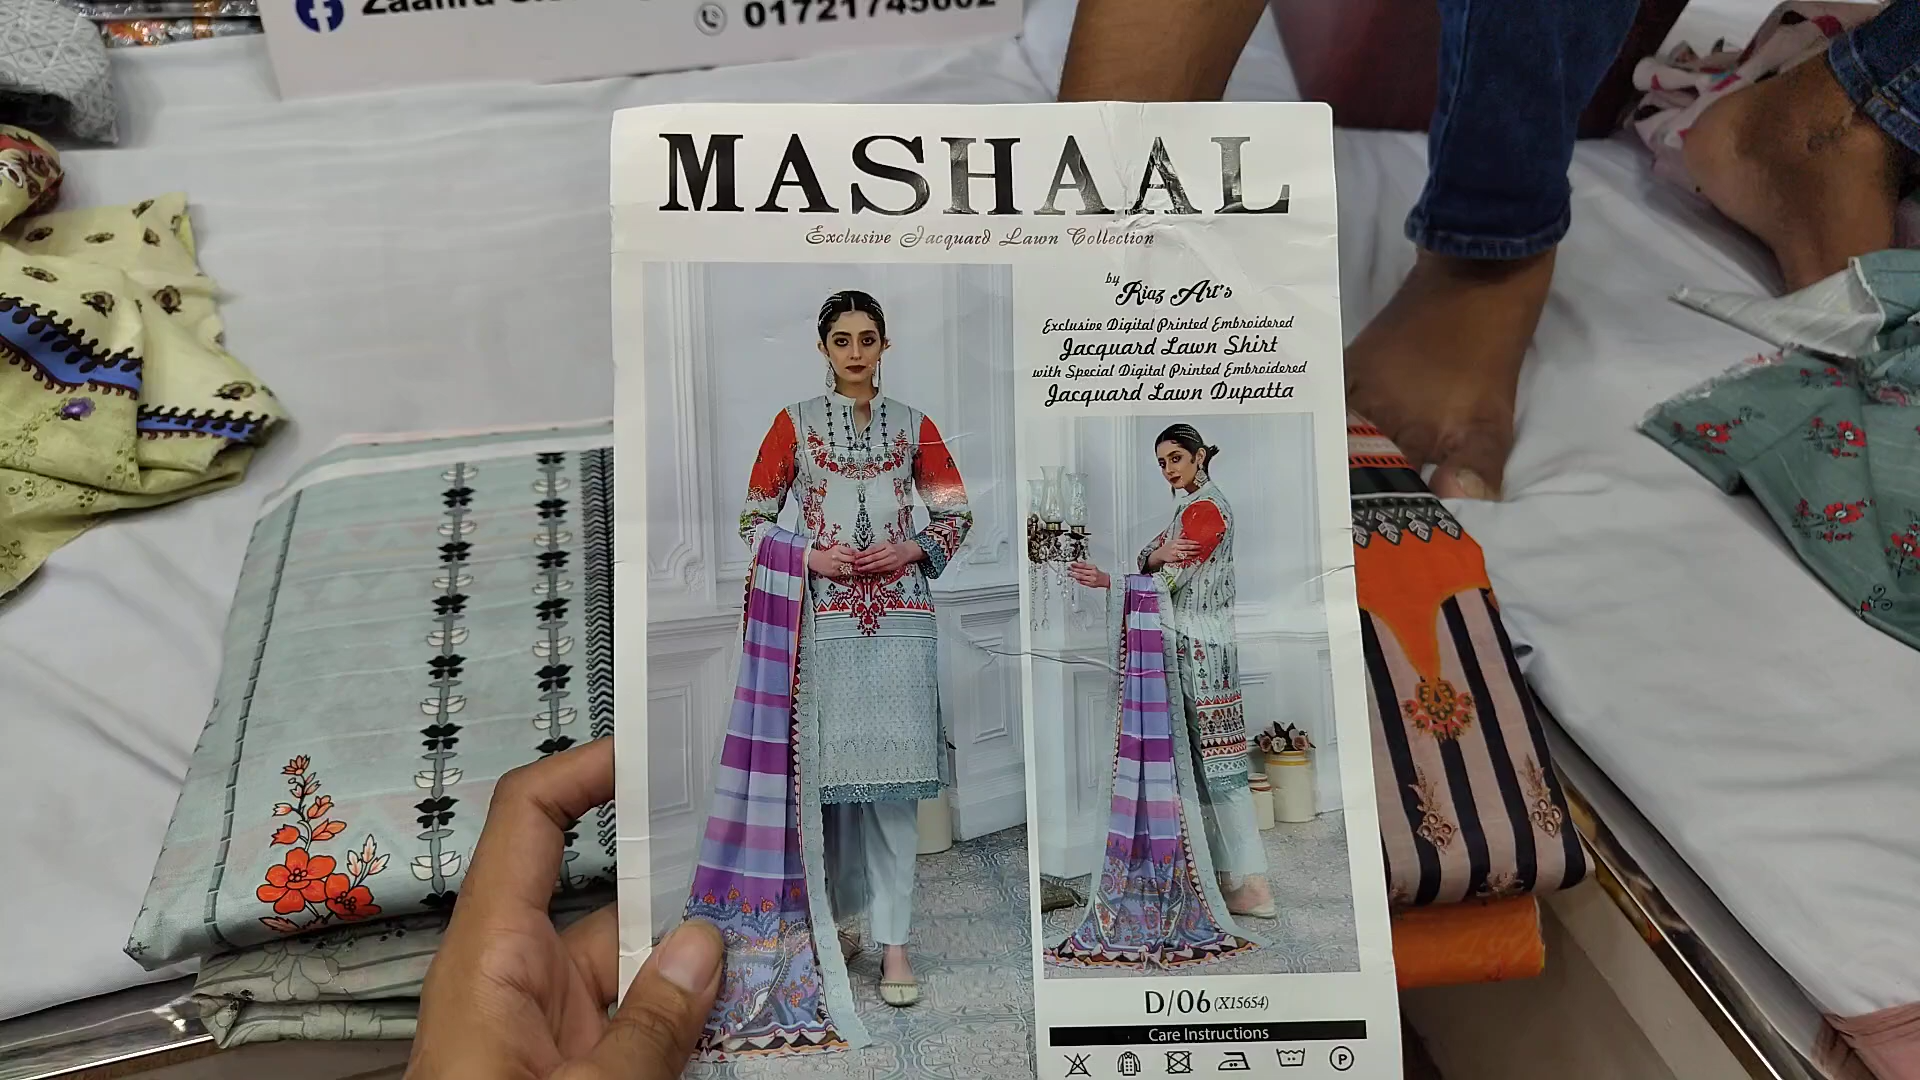 01721745602
MASHAAL
Exclusive Jacquard Lawn Collection
by
Riaz Art's
Exclusive Digital Printed Embroidered
Jacquard Lawn Shirt
with Special Digital Printed Embroidered
Jacquard Lawn Dupatta
D/06 (X15654)
Care Instructions
P